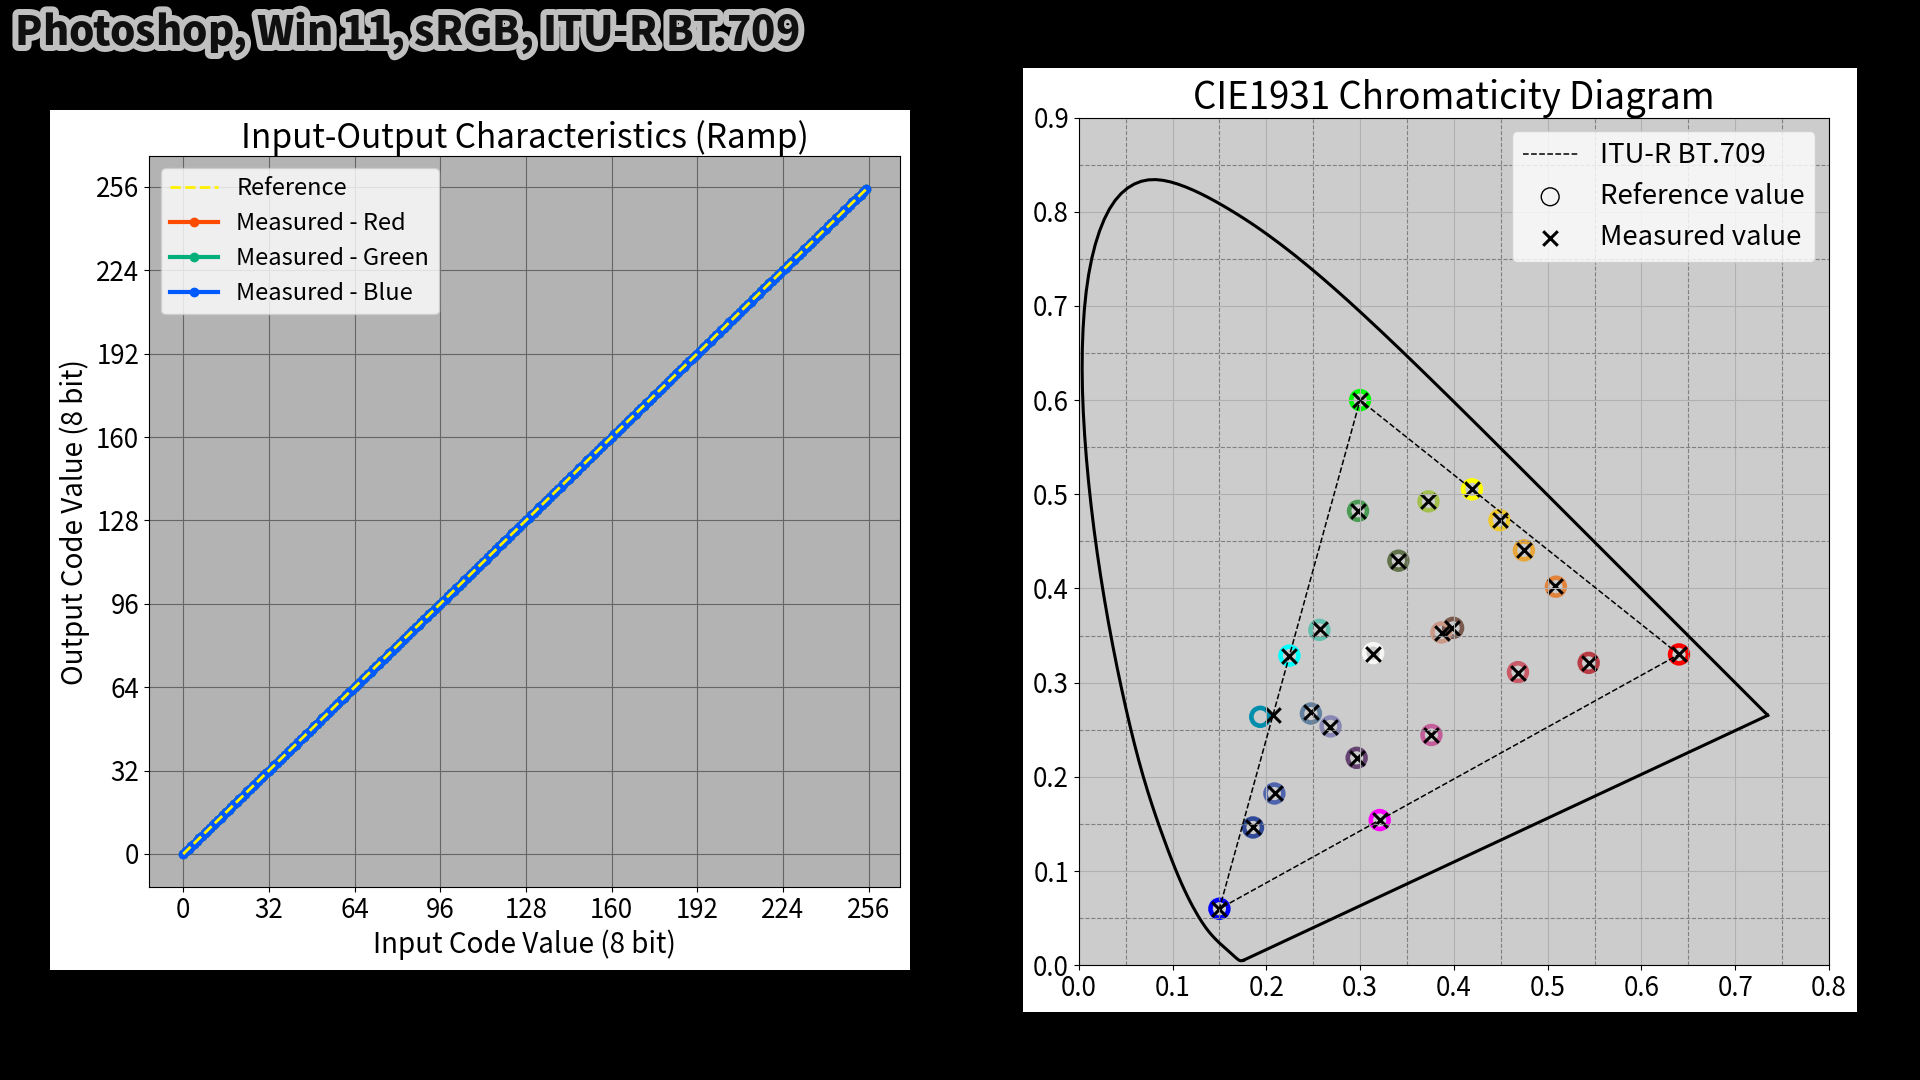 Photoshop, Win 11, sRGB, ITU-R BT.709
Input-Output Characteristics (Ramp)
Reference
Measured - Red
Measured - Green
Measured - Blue
256
224
192
160
128
96
64
32
0
Output Code Value (8 bit)
0 32 64 96 128 160 192 224 256
Input Code Value (8 bit)
CIE1931 Chromaticity Diagram
ITU-R BT.709
Reference value
Measured value
0.9
0.8
0.7
0.6
0.5
0.4
0.3
0.2
0.1
0.0
0.0 0.1 0.2 0.3 0.4 0.5 0.6 0.7 0.8